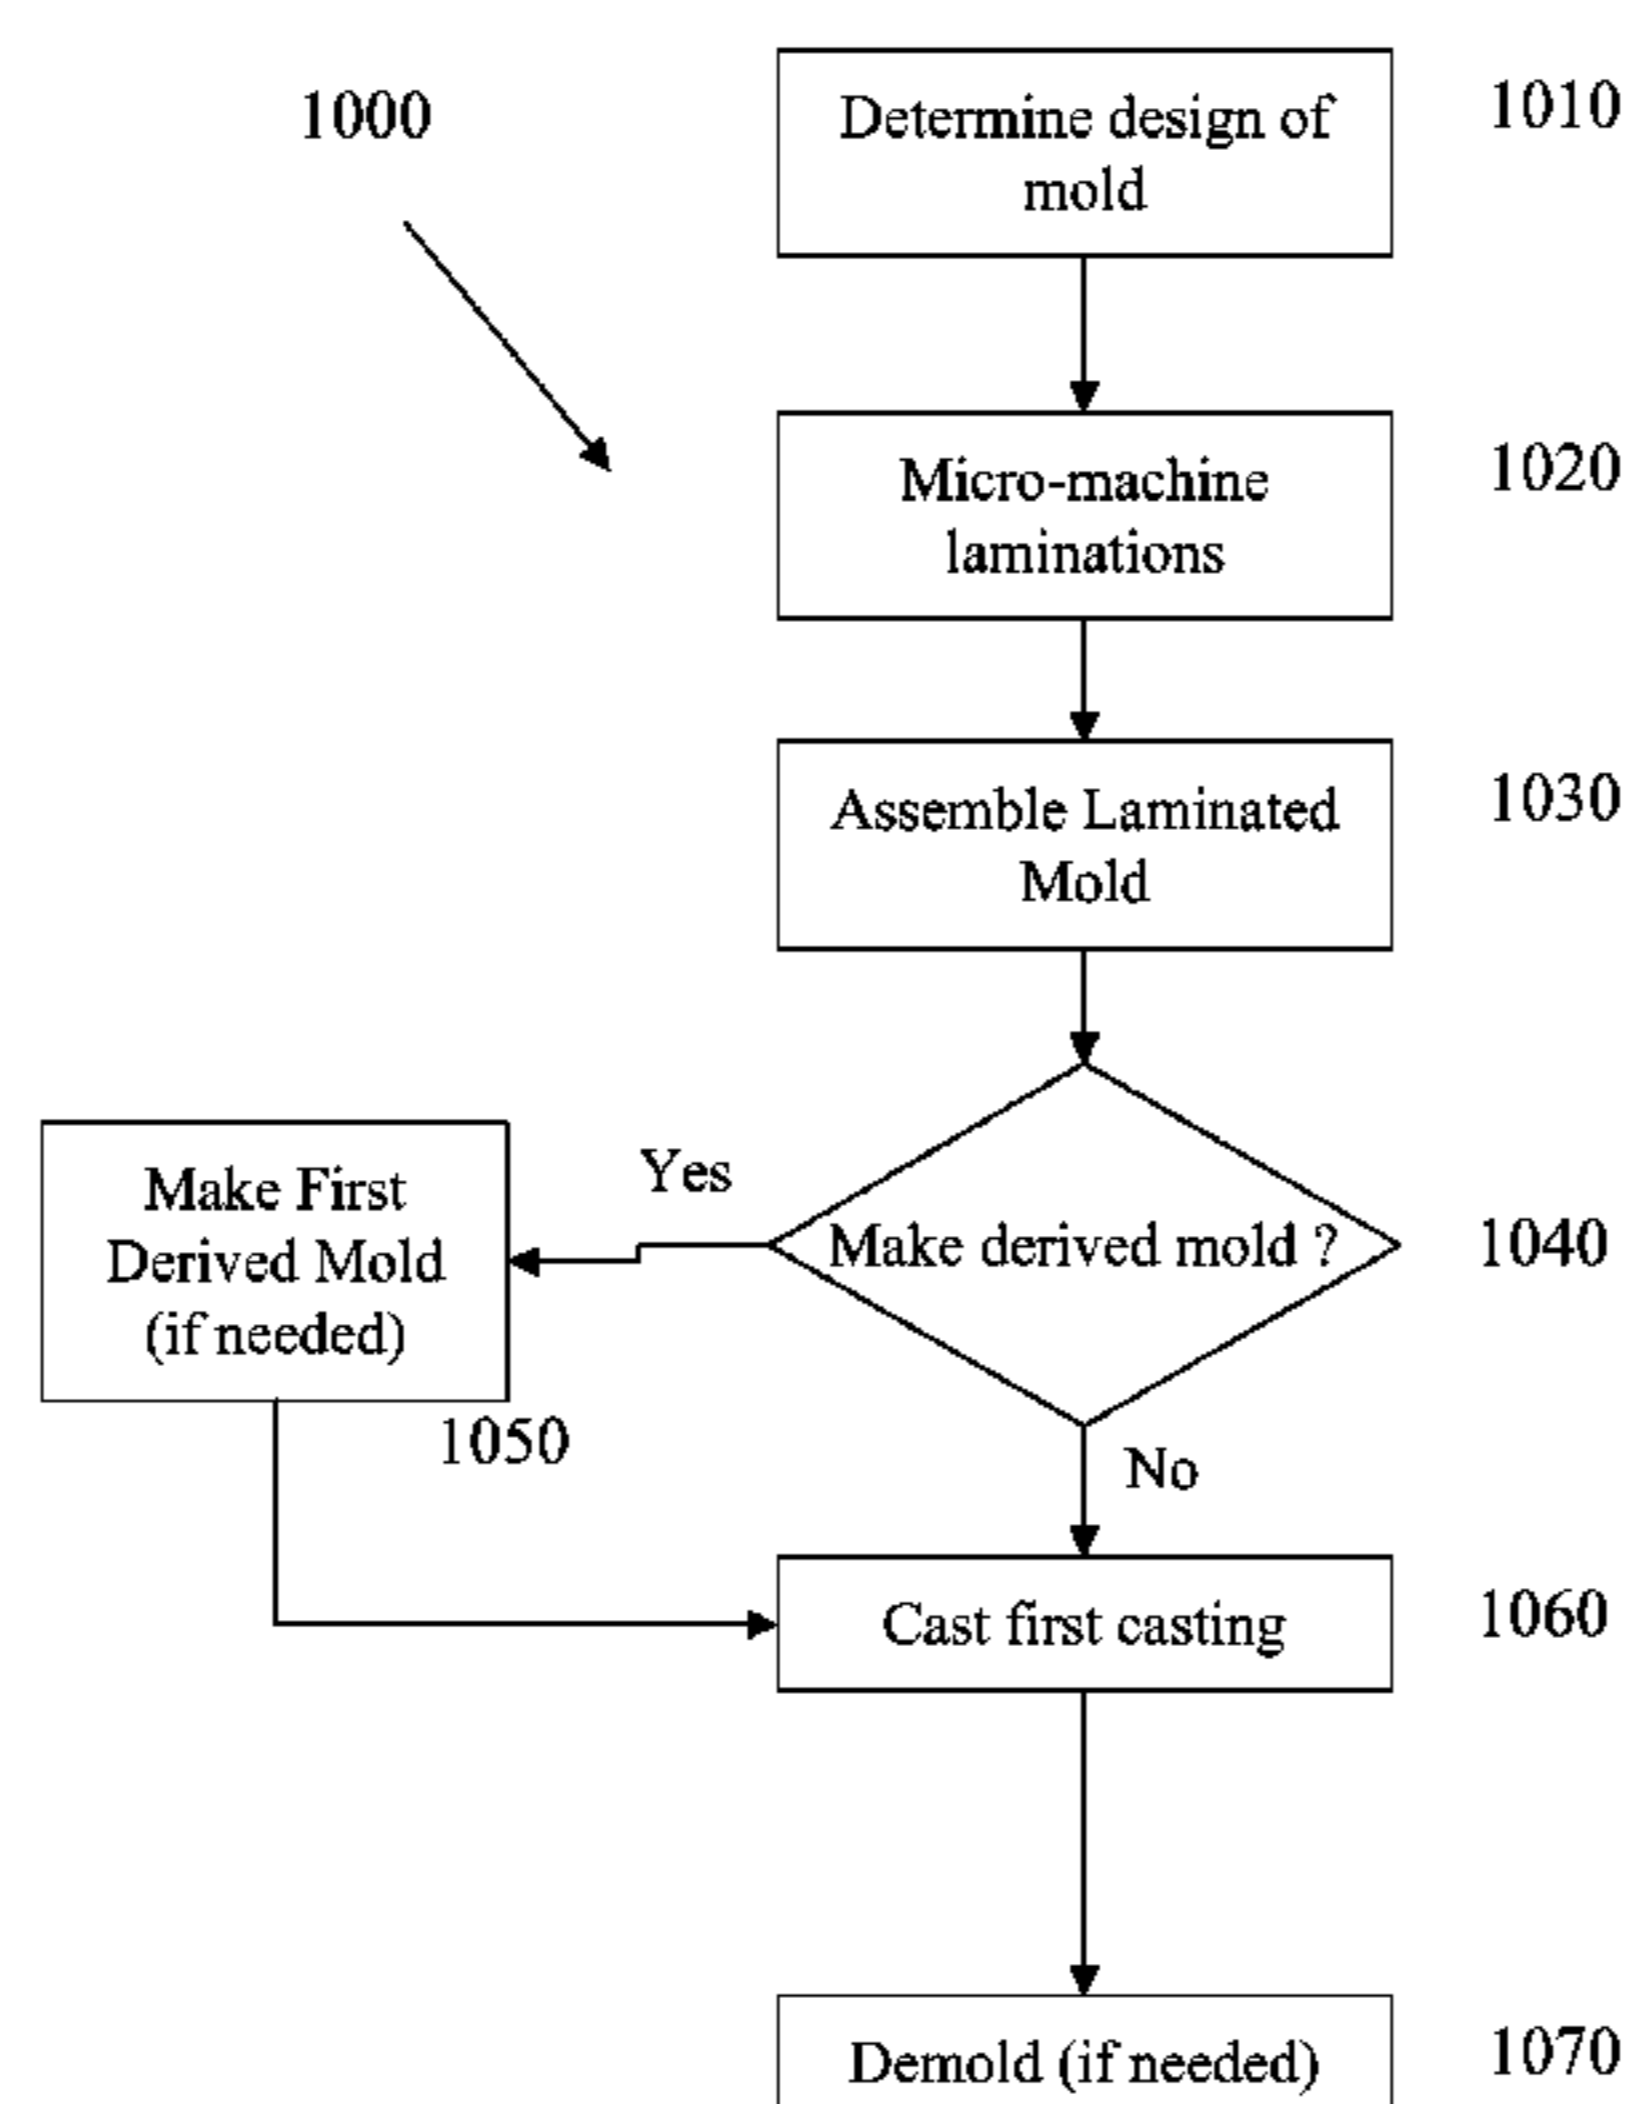 1000
Determine design of
mold
1010
Micro-machine
laminations
1020
Assemble Laminated
Mold
1030
Make derived mold ?
1040
Yes
Make First
Derived Mold
(if needed)
1050
No
Cast first casting
1060
Demold (if needed)
1070